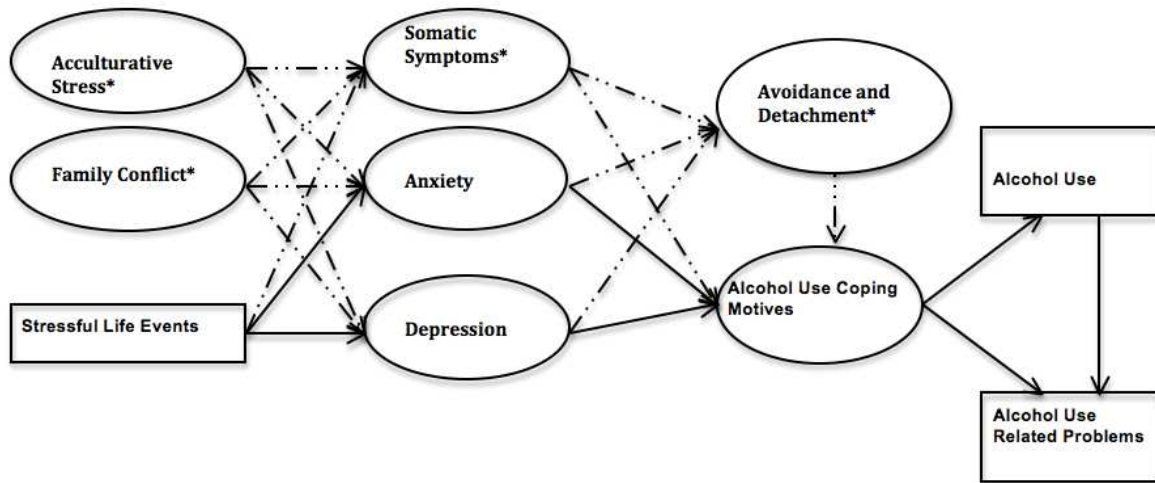 Acculturative
Stress*
Somatic
Symptoms*
Avoidance and
Detachment*
Family Conflict*
Anxiety
Alcohol Use
Stressful Life Events
Depression
Alcohol Use Coping
Motives
Alcohol Use
Related Problems